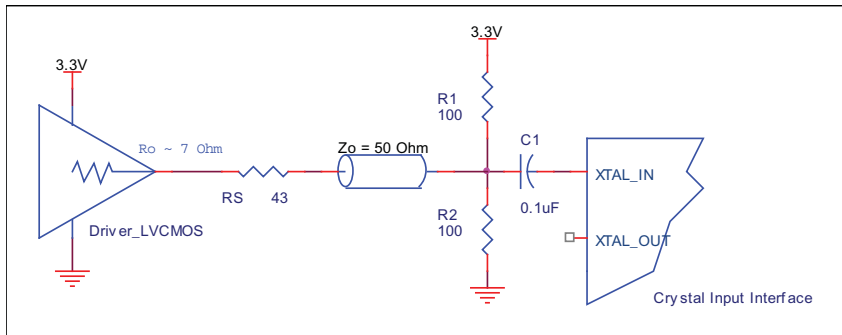 3.3V
3.3V
R1
100
Ro ~ 7 Ohm
Zo = 50 Ohm
C1
RS 43
XTAL_IN
0.1uF
R2
100
Driver_LVCMOS
XTAL_OUT
Crystal Input Interface